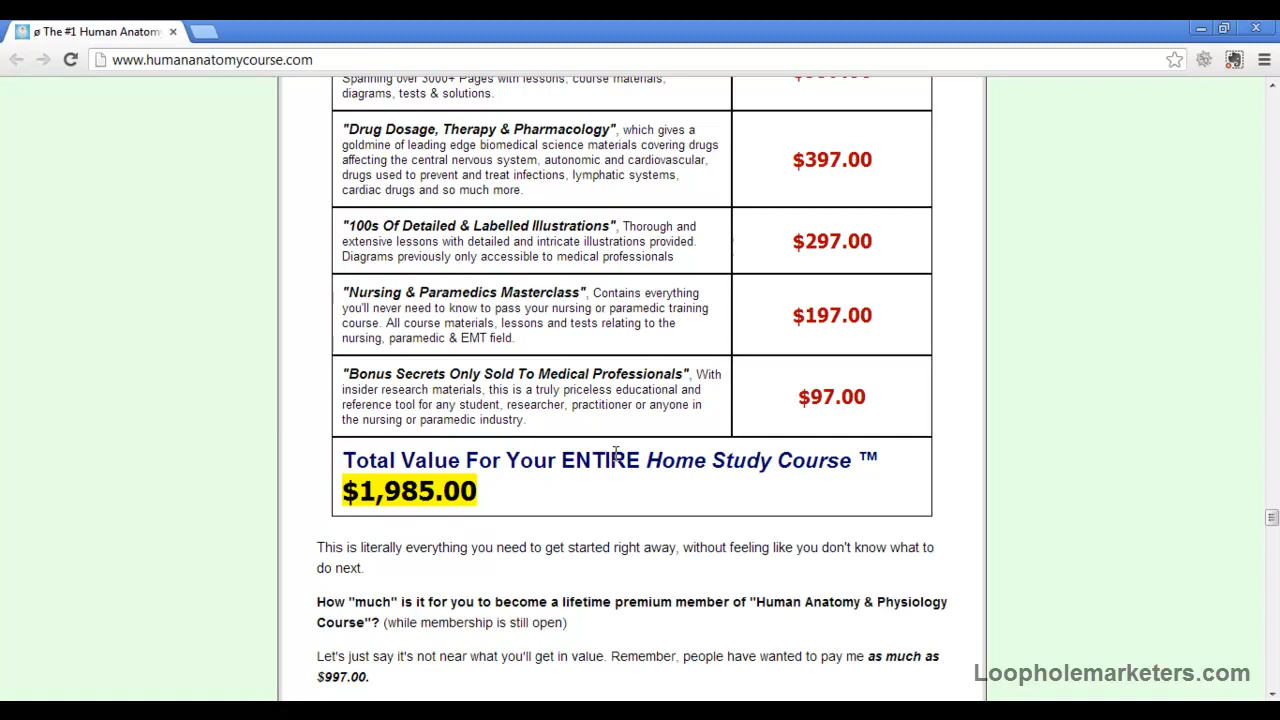 ø The #1 Human Anatom
www.humananatomycourse.com
Spanning over 3000+ Pages with lessons, course materials,
diagrams, tests & solutions.
"Drug Dosage, Therapy & Pharmacology", which gives a
goldmine of leading edge biomedical science materials covering drugs
affecting the central nervous system, autonomic and cardiovascular,
drugs used to prevent and treat infections, lymphatic systems,
cardiac drugs and so much more.
$397.00
"100s Of Detailed & Labelled Illustrations", Thorough and
extensive lessons with detailed and intricate illustrations provided.
Diagrams previously only accessible to medical professionals
$297.00
"Nursing & Paramedics Masterclass", Contains everything
you'll never need to know to pass your nursing or paramedic training
course. All course materials, lessons and tests relating to the
nursing, paramedic & EMT field.
$197.00
"Bonus Secrets Only Sold To Medical Professionals", With
insider research materials, this is a truly priceless educational and
reference tool for any student, researcher, practitioner or anyone in
the nursing or paramedic industry.
$97.00
Total Value For Your ENTIRE Home Study Course ™
$1,985.00
This is literally everything you need to get started right away, without feeling like you don't know what to
do next.
How "much" is it for you to become a lifetime premium member of "Human Anatomy & Physiology
Course"? (while membership is still open)
Let's just say it's not near what you'll get in value. Remember, people have wanted to pay me as much as
$997.00.
Loopholemarketers.com